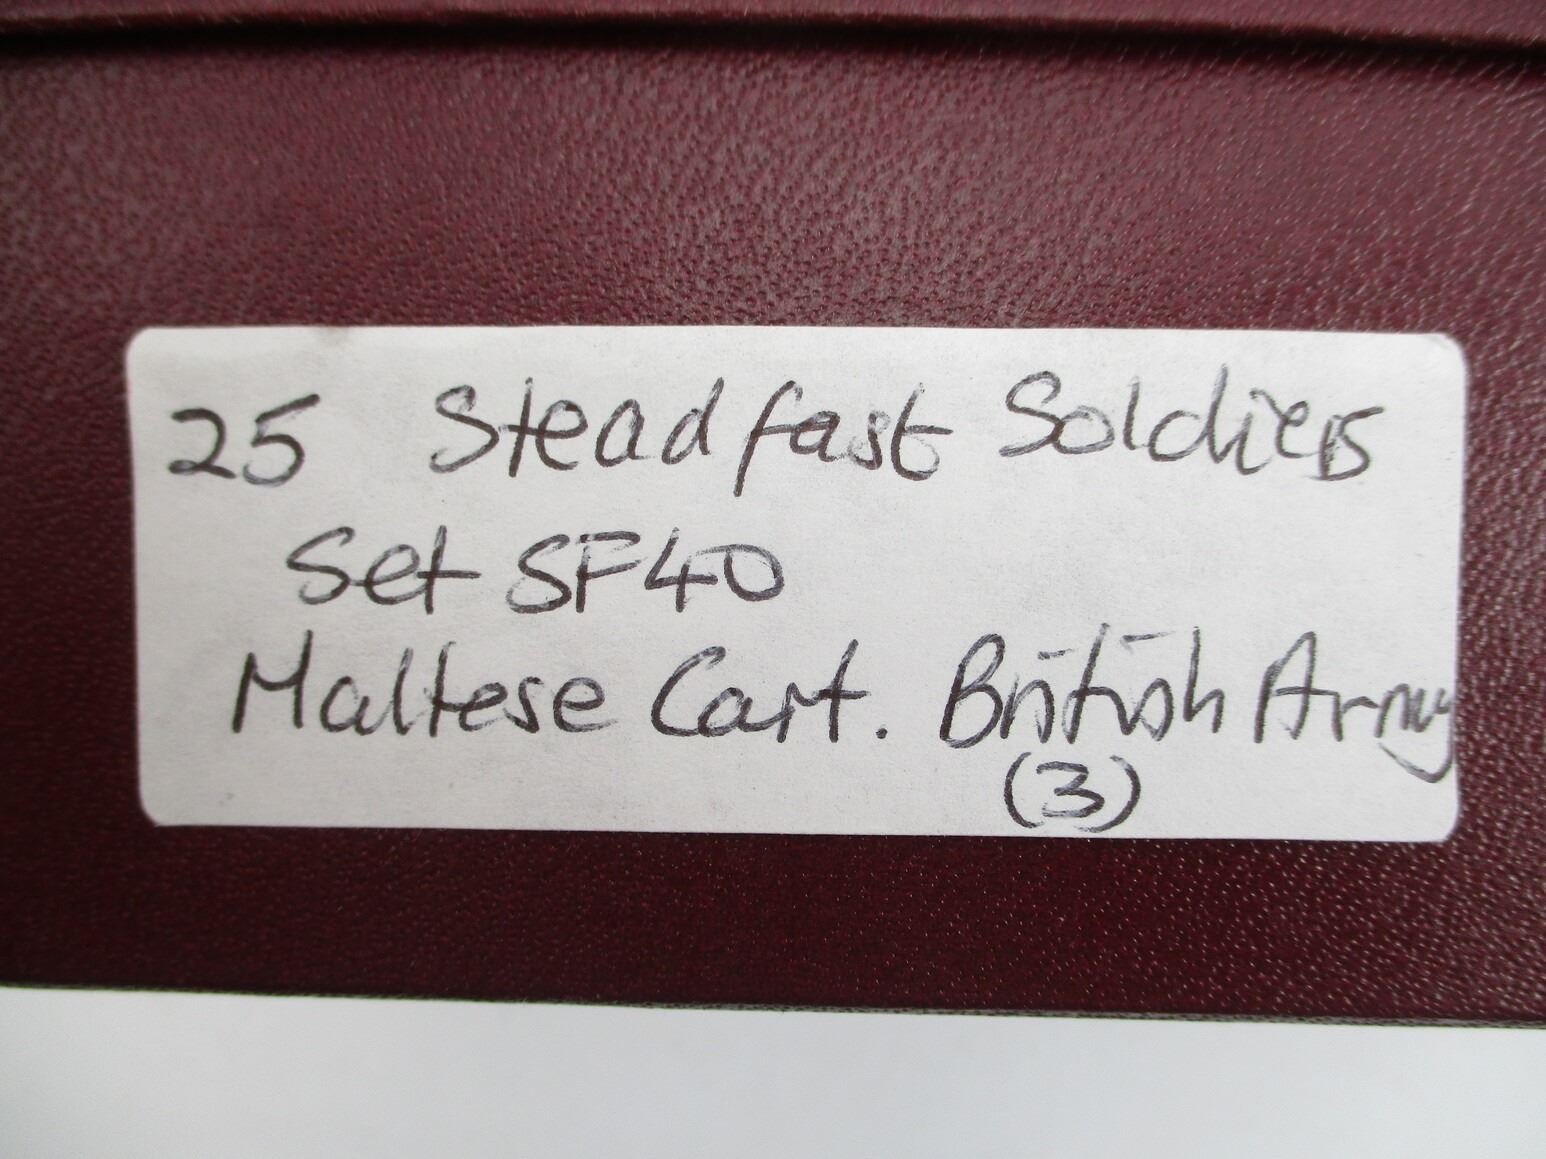 25 Steadfast Soldiers
Set SF40
Maltese Cart. British Army
(3)